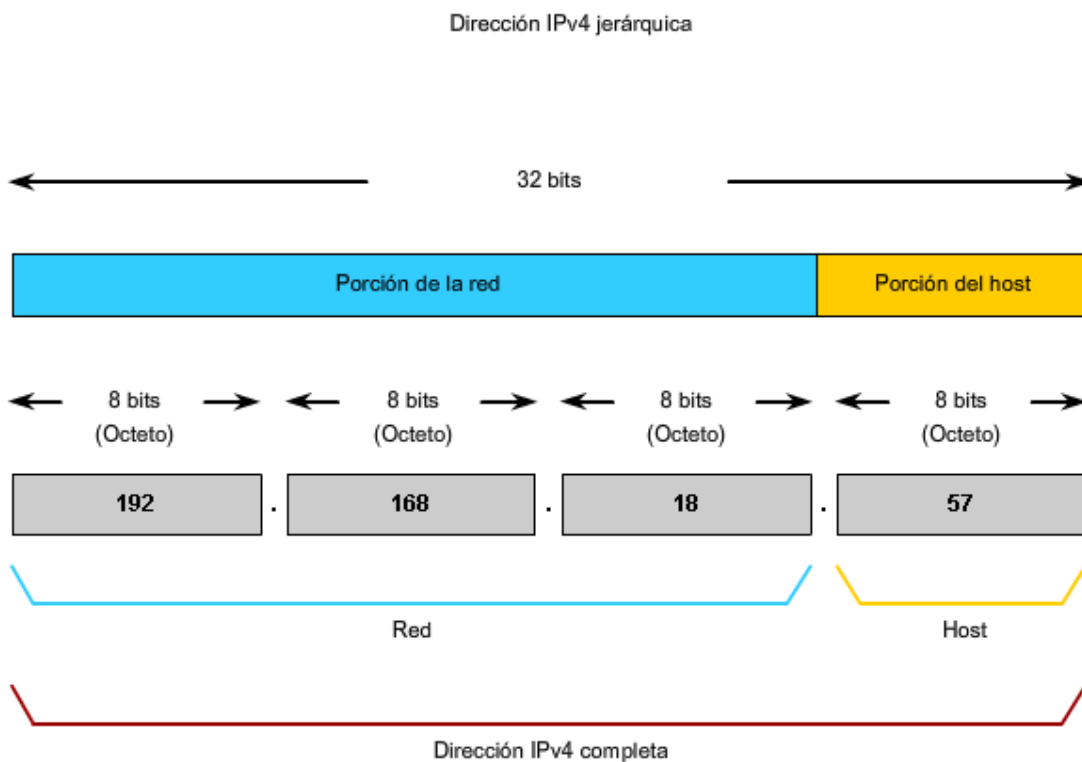 Dirección IPv4 jerárquica
32 bits
Porción de la red Porción del host
8 bits 8 bits 8 bits 8 bits
(Octeto) (Octeto) (Octeto) (Octeto)
192 . 168 . 18 . 57
Red Host
Dirección IPv4 completa